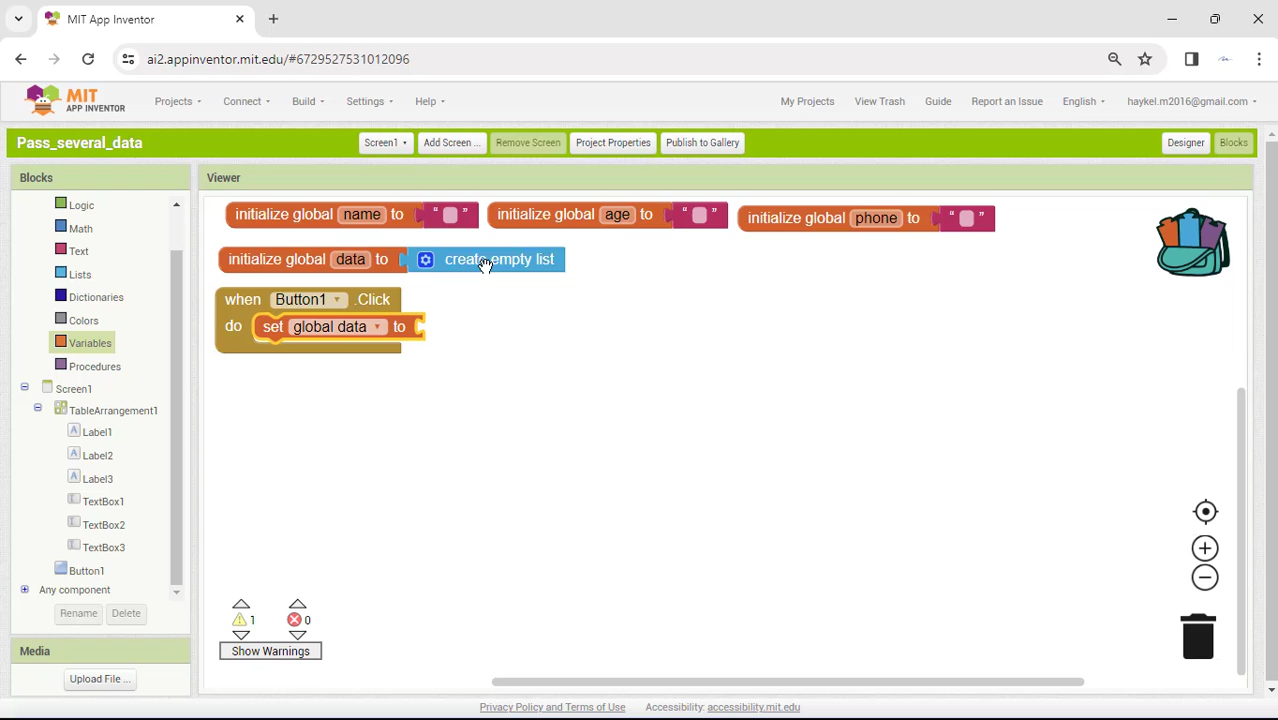 MIT App Inventor
ai2.appinventor.mit.edu/#6729527531012096
MIT
APP INVENTOR
Projects
Connect
Build
Settings
Help
My Projects
View Trash
Guide
Report an Issue
English
haykel.m2016@gmail.com
Pass_several_data
Screen1
Add Screen ...
Remove Screen
Project Properties
Publish to Gallery
Designer
Blocks
Blocks
Viewer
Logic
Math
Text
Lists
Dictionaries
Colors
Variables
Procedures
Screen1
TableArrangement1
Label1
Label2
Label3
TextBox1
TextBox2
TextBox3
Button1
Any component
Rename
Delete
Media
Upload File ...
initialize global name to “ ”
initialize global age to “ ”
initialize global phone to “ ”
initialize global data to create empty list
when Button1 .Click
do set global data to
1
0
Show Warnings
Privacy Policy and Terms of Use
Accessibility: accessibility.mit.edu